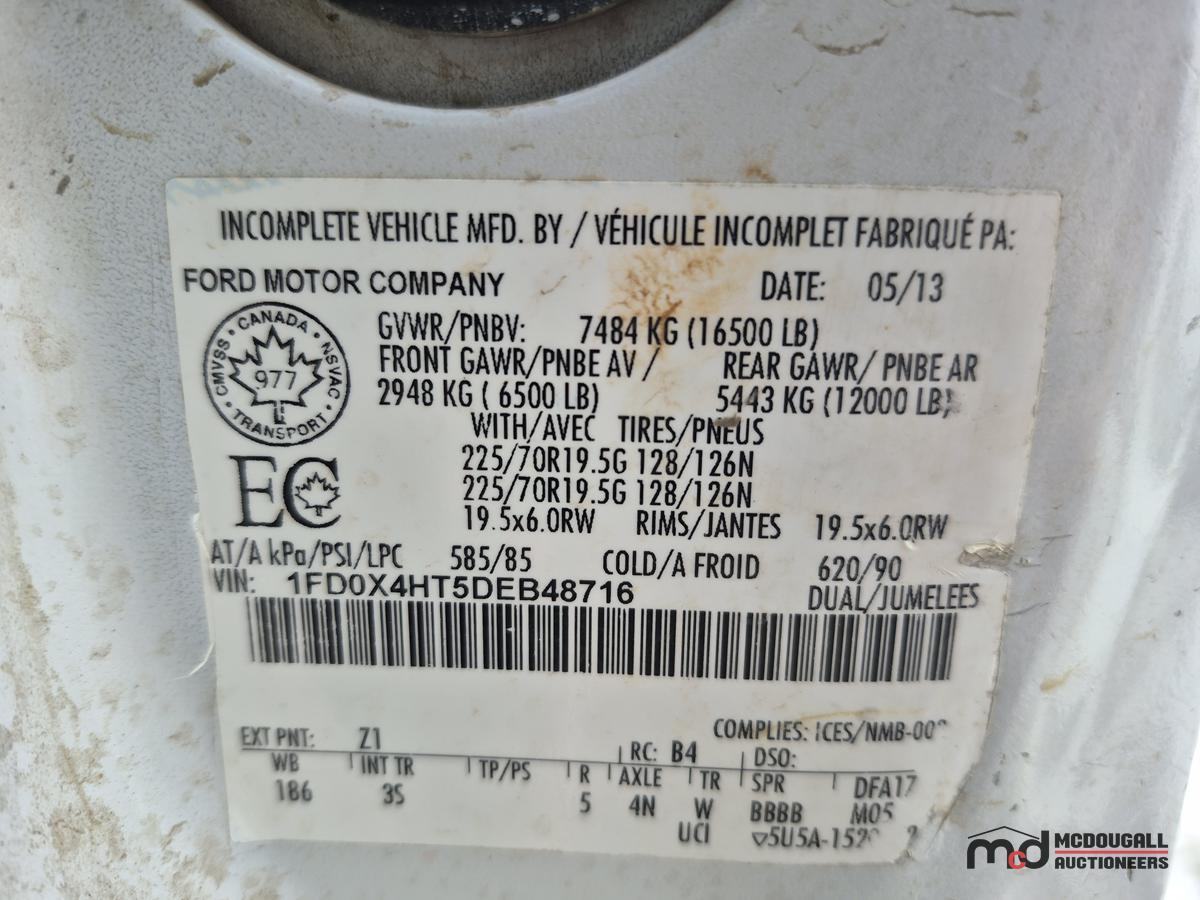 INCOMPLETE VEHICLE MFD. BY / VÉHICULE INCOMPLET FABRIQUÉ PA:
FORD MOTOR COMPANY DATE: 05/13
GVWR/PNBV: 7484 KG (16500 LB)
FRONT GAWR/PNBE AV / REAR GAWR/ PNBE AR
2948 KG ( 6500 LB) 5443 KG (12000 LB)
WITH/AVEC TIRES/PNEUS
225/70R19.5G 128/126N
225/70R19.5G 128/126N
19.5x6.0RW RIMS/JANTES 19.5x6.0RW
CANADA
CMVSS NSVAC
977
TRANSPORT
EC
AT/A kPa/PSI/LPC 585/85 COLD/A FROID 620/90
VIN: 1FD0X4HT5DEB48716 DUAL/JUMELEES
COMPLIES: ICES/NMB-00
EXT PNT: Z1 RC: B4 DSO:
WB INT TR TP/PS R AXLE TR SPR DFA17
186 3S 5 4N W BBBB M05
UCI ▽5U5A-152
mcd MCDOUGALL
AUCTIONEERS